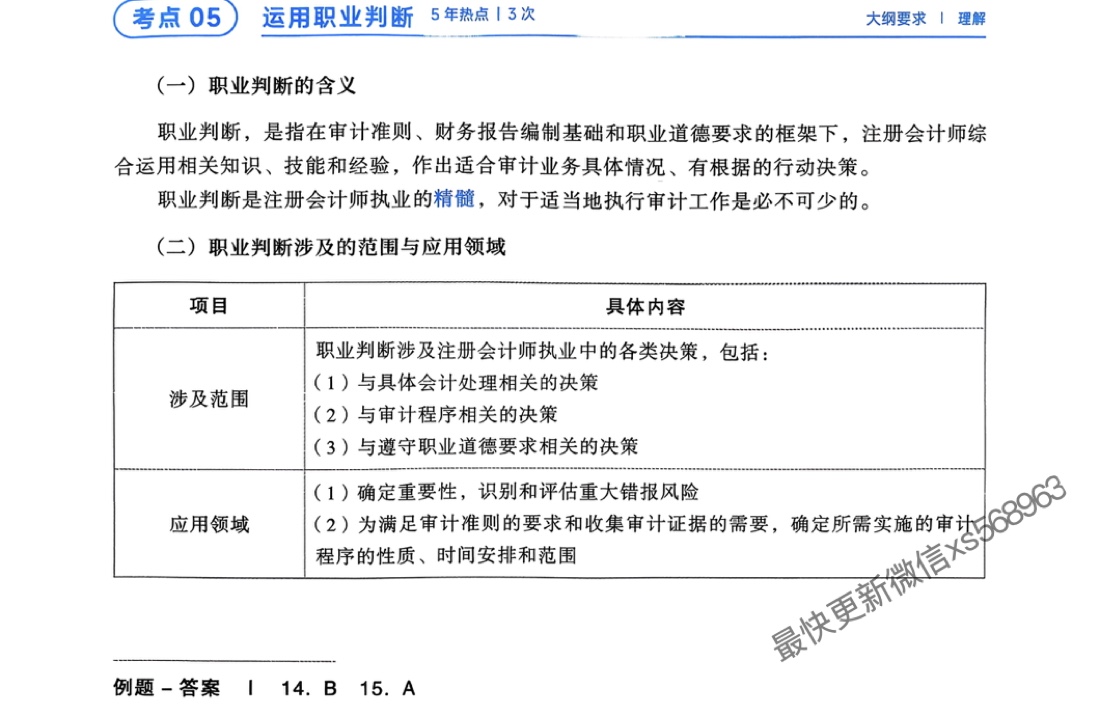 考点 05 运用职业判断 5 年热点 | 3 次 大纲要求 | 理解
（一）职业判断的含义
职业判断，是指在审计准则、财务报告编制基础和职业道德要求的框架下，注册会计师综
合运用相关知识、技能和经验，作出适合审计业务具体情况、有根据的行动决策。
职业判断是注册会计师执业的精髓，对于适当地执行审计工作是必不可少的。
（二）职业判断涉及的范围与应用领域
项目 具体内容
涉及范围
职业判断涉及注册会计师执业中的各类决策，包括：
（1）与具体会计处理相关的决策
（2）与审计程序相关的决策
（3）与遵守职业道德要求相关的决策
应用领域
（1）确定重要性，识别和评估重大错报风险
（2）为满足审计准则的要求和收集审计证据的需要，确定所需实施的审计
程序的性质、时间安排和范围
最快更新微信xs568963
例题－答案 | 14. B 15. A